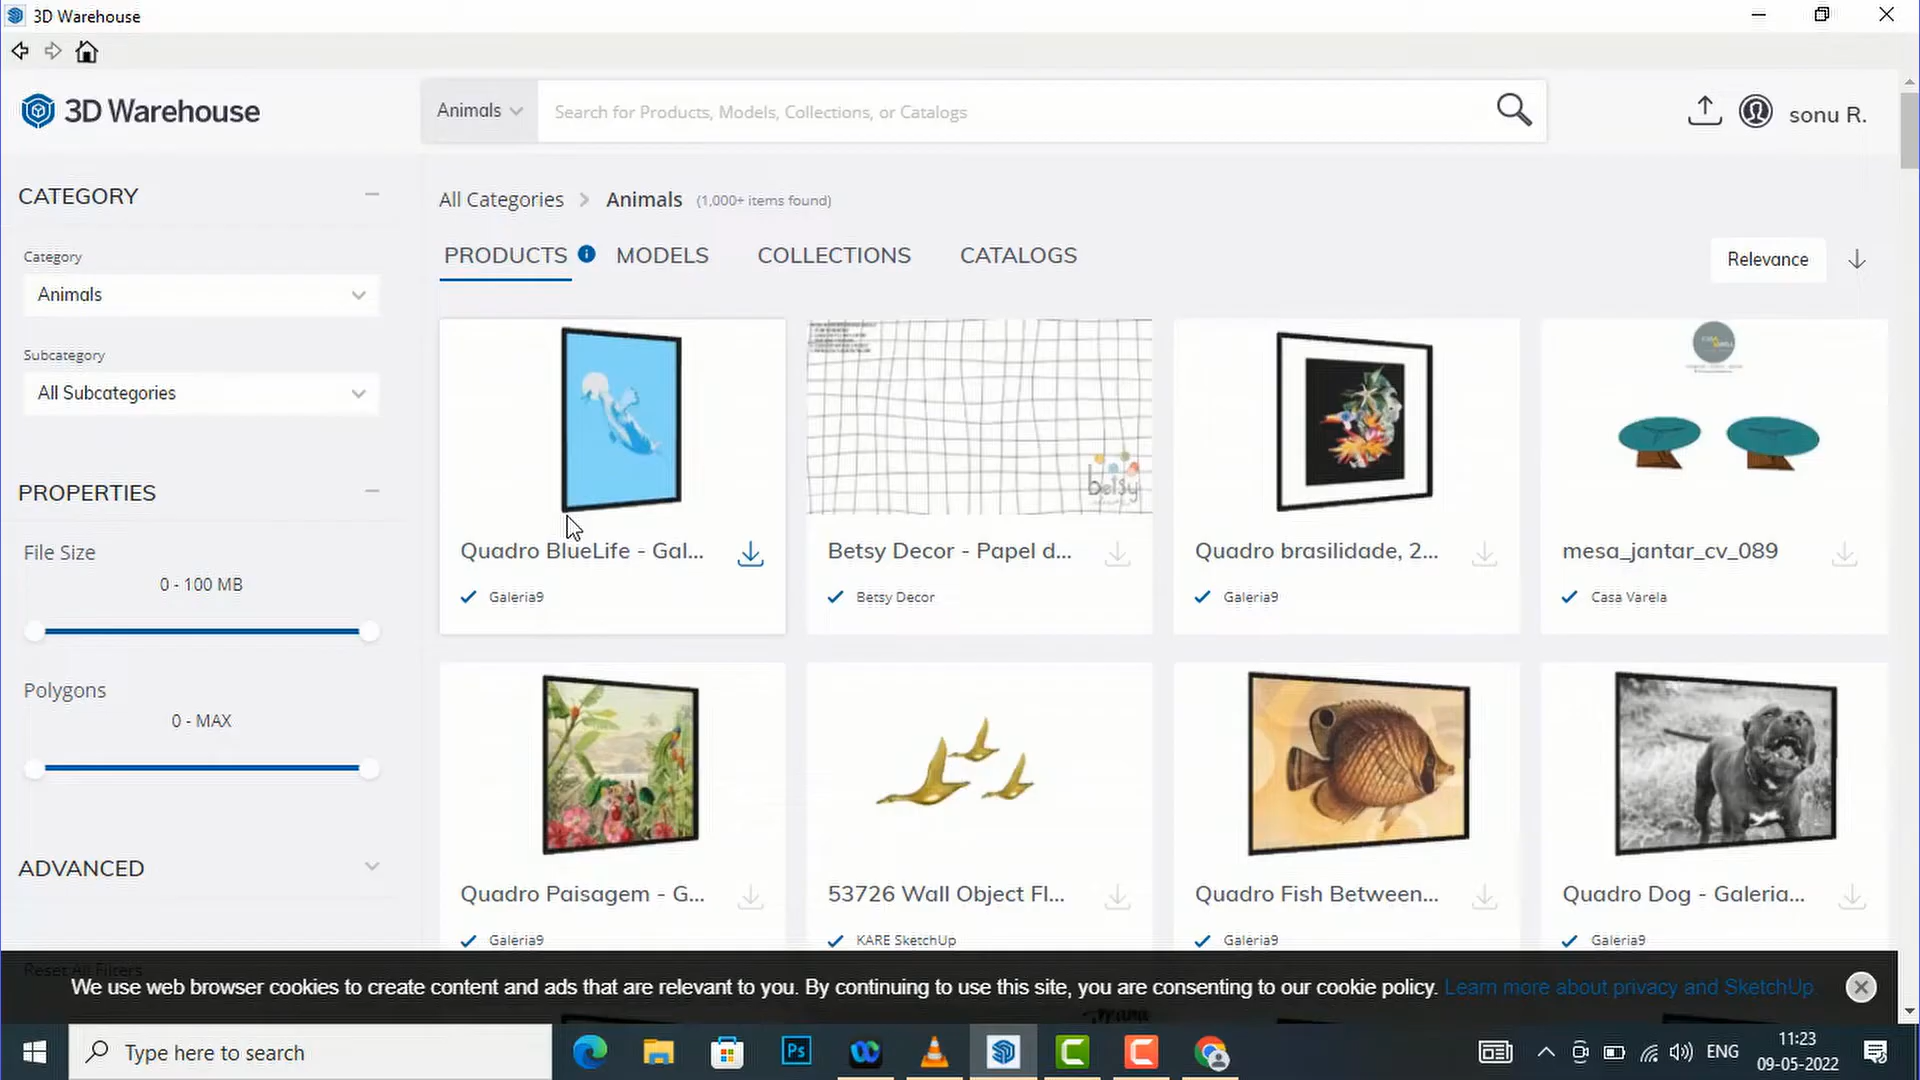 3D Warehouse
3D Warehouse
Animals
Search for Products, Models, Collections, or Catalogs
sonu R.
CATEGORY
Category
Animals
Subcategory
All Subcategories
PROPERTIES
File Size
0 - 100 MB
Polygons
0 - MAX
ADVANCED
Reset All Filters
All Categories > Animals (1,000+ items found)
PRODUCTS MODELS COLLECTIONS CATALOGS
Relevance
betsy
Quadro BlueLife - Gal...
Galeria9
Betsy Decor - Papel d...
Betsy Decor
Quadro brasilidade, 2...
Galeria9
mesa_jantar_cv_089
Casa Varela
Quadro Paisagem - G...
Galeria9
53726 Wall Object Fl...
KARE SketchUp
Quadro Fish Between...
Galeria9
Quadro Dog - Galeria...
Galeria9
We use web browser cookies to create content and ads that are relevant to you. By continuing to use this site, you are consenting to our cookie policy. Learn more about privacy and SketchUp.
Type here to search
Ps
ENG
11:23
09-05-2022